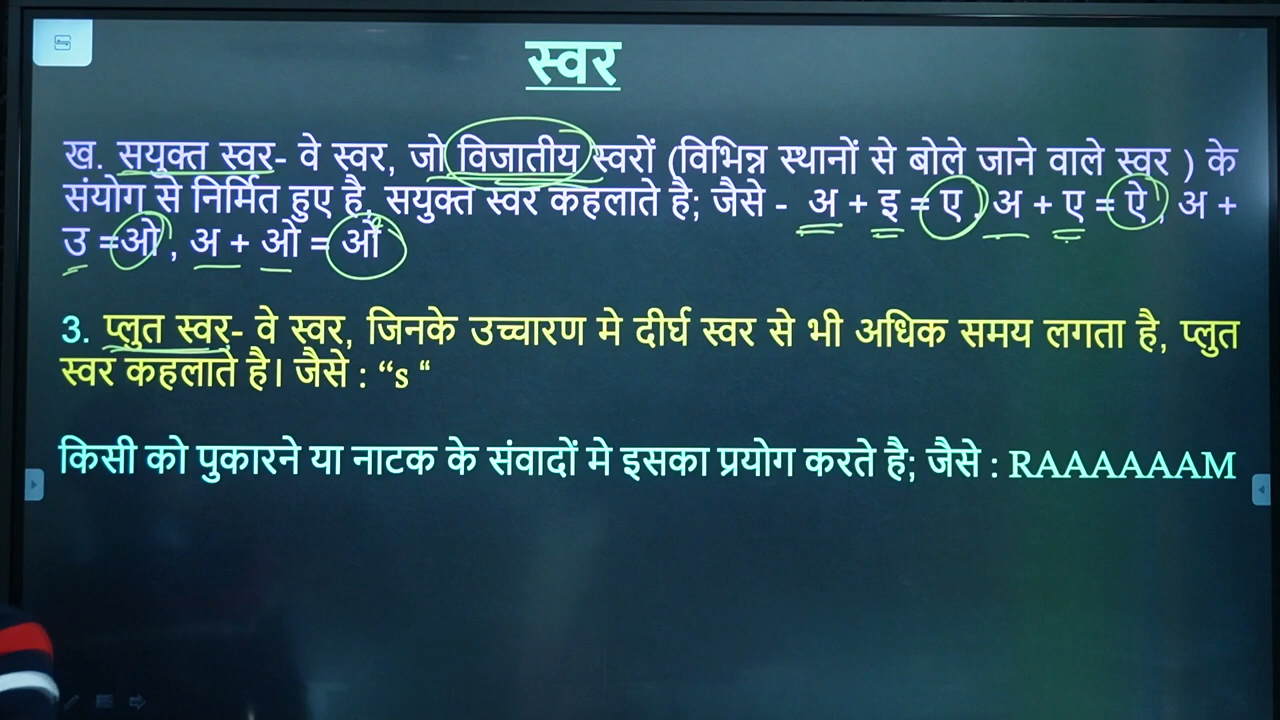 स्वर
ख. सयुक्त स्वर- वे स्वर, जो विजातीय स्वरों (विभिन्न स्थानों से बोले जाने वाले स्वर ) के
संयोग से निर्मित हुए है, सयुक्त स्वर कहलाते है; जैसे - अ + इ = ए , अ + ए = ऐ , अ +
उ =ओ , अ + ओ = औ
3. प्लुत स्वर- वे स्वर, जिनके उच्चारण मे दीर्घ स्वर से भी अधिक समय लगता है, प्लुत
स्वर कहलाते है। जैसे : “s “
किसी को पुकारने या नाटक के संवादों मे इसका प्रयोग करते है; जैसे : RAAAAAAM